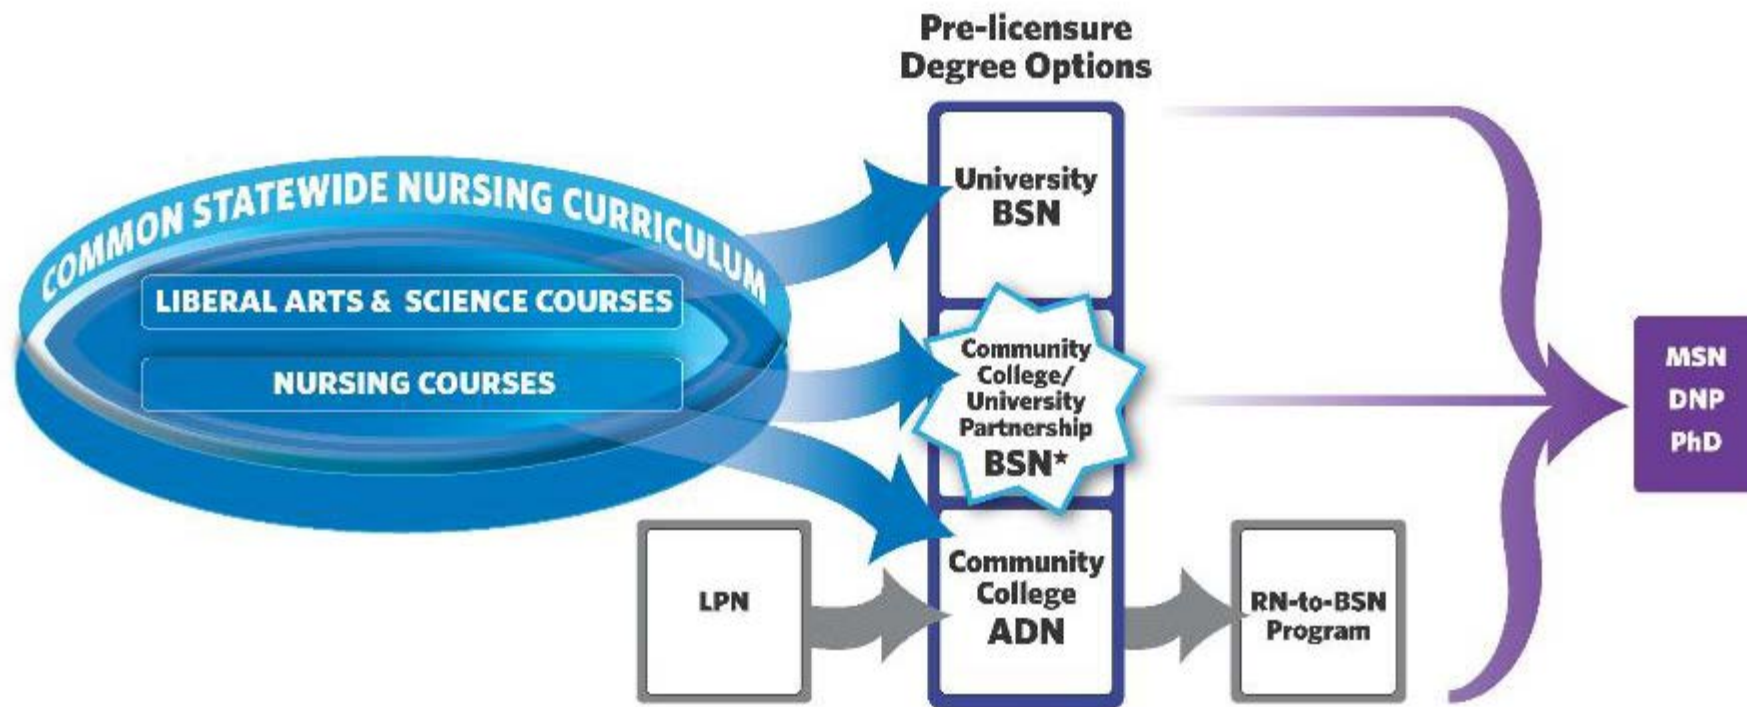 Pre-licensure
Degree Options
COMMON STATEWIDE NURSING CURRICULUM
LIBERAL ARTS & SCIENCE COURSES
NURSING COURSES
University
BSN
Community
College/
University
Partnership
BSN*
LPN
Community
College
ADN
RN-to-BSN
Program
MSN
DNP
PhD